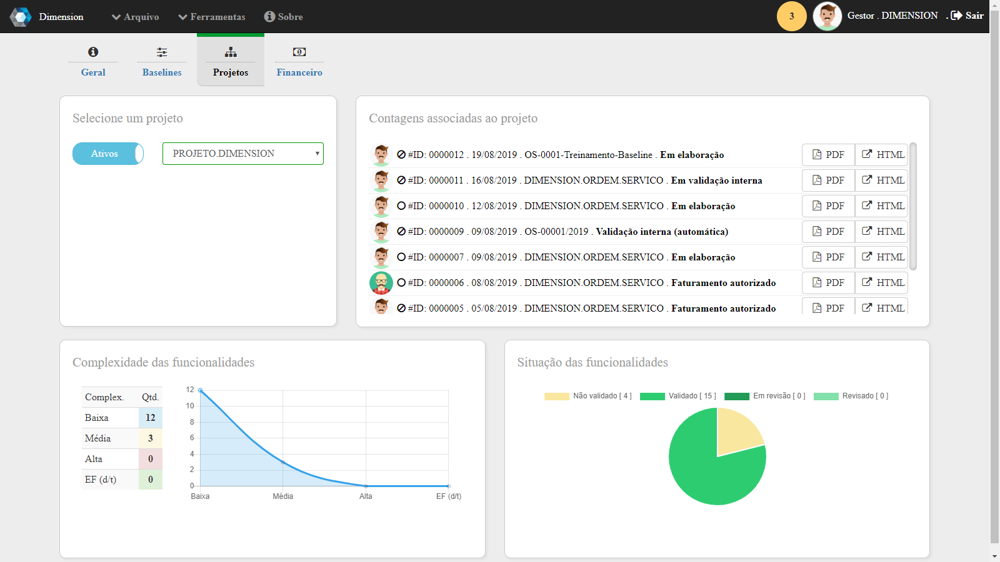 Dimension
Arquivo
Ferramentas
Sobre
3
Gestor . DIMENSION
. Sair
Geral
Baselines
Projetos
Financeiro
Selecione um projeto
Ativos
PROJETO.DIMENSION
Contagens associadas ao projeto
#ID: 0000012 . 19/08/2019 . OS-0001-Treinamento-Baseline . Em elaboração PDF HTML
#ID: 0000011 . 16/08/2019 . DIMENSION.ORDEM.SERVICO . Em validação interna PDF HTML
#ID: 0000010 . 12/08/2019 . DIMENSION.ORDEM.SERVICO . Em elaboração PDF HTML
#ID: 0000009 . 09/08/2019 . OS-00001/2019 . Validação interna (automática) PDF HTML
#ID: 0000007 . 09/08/2019 . DIMENSION.ORDEM.SERVICO . Em elaboração PDF HTML
#ID: 0000006 . 08/08/2019 . DIMENSION.ORDEM.SERVICO . Faturamento autorizado PDF HTML
#ID: 0000005 . 05/08/2019 . DIMENSION.ORDEM.SERVICO . Faturamento autorizado PDF HTML
Complexidade das funcionalidades
Complex. Qtd.
Baixa 12
Média 3
Alta 0
EF (d/t) 0
12
10
8
6
4
2
0
Baixa Média Alta EF (d/t)
Situação das funcionalidades
Não validado [ 4 ] Validado [ 15 ] Em revisão [ 0 ] Revisado [ 0 ]